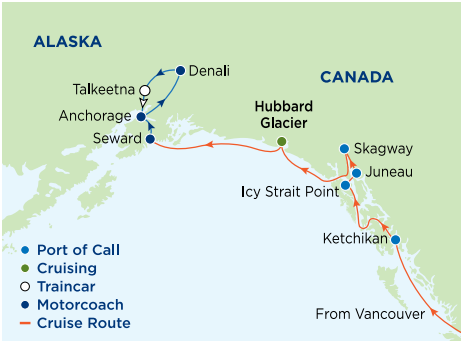 ALASKA
Denali
Talkeetna
CANADA
Anchorage
Hubbard
Glacier
Seward
Skagway
Juneau
Icy Strait Point
Ketchikan
Port of Call
Cruising
Traincar
Motorcoach
Cruise Route
From Vancouver